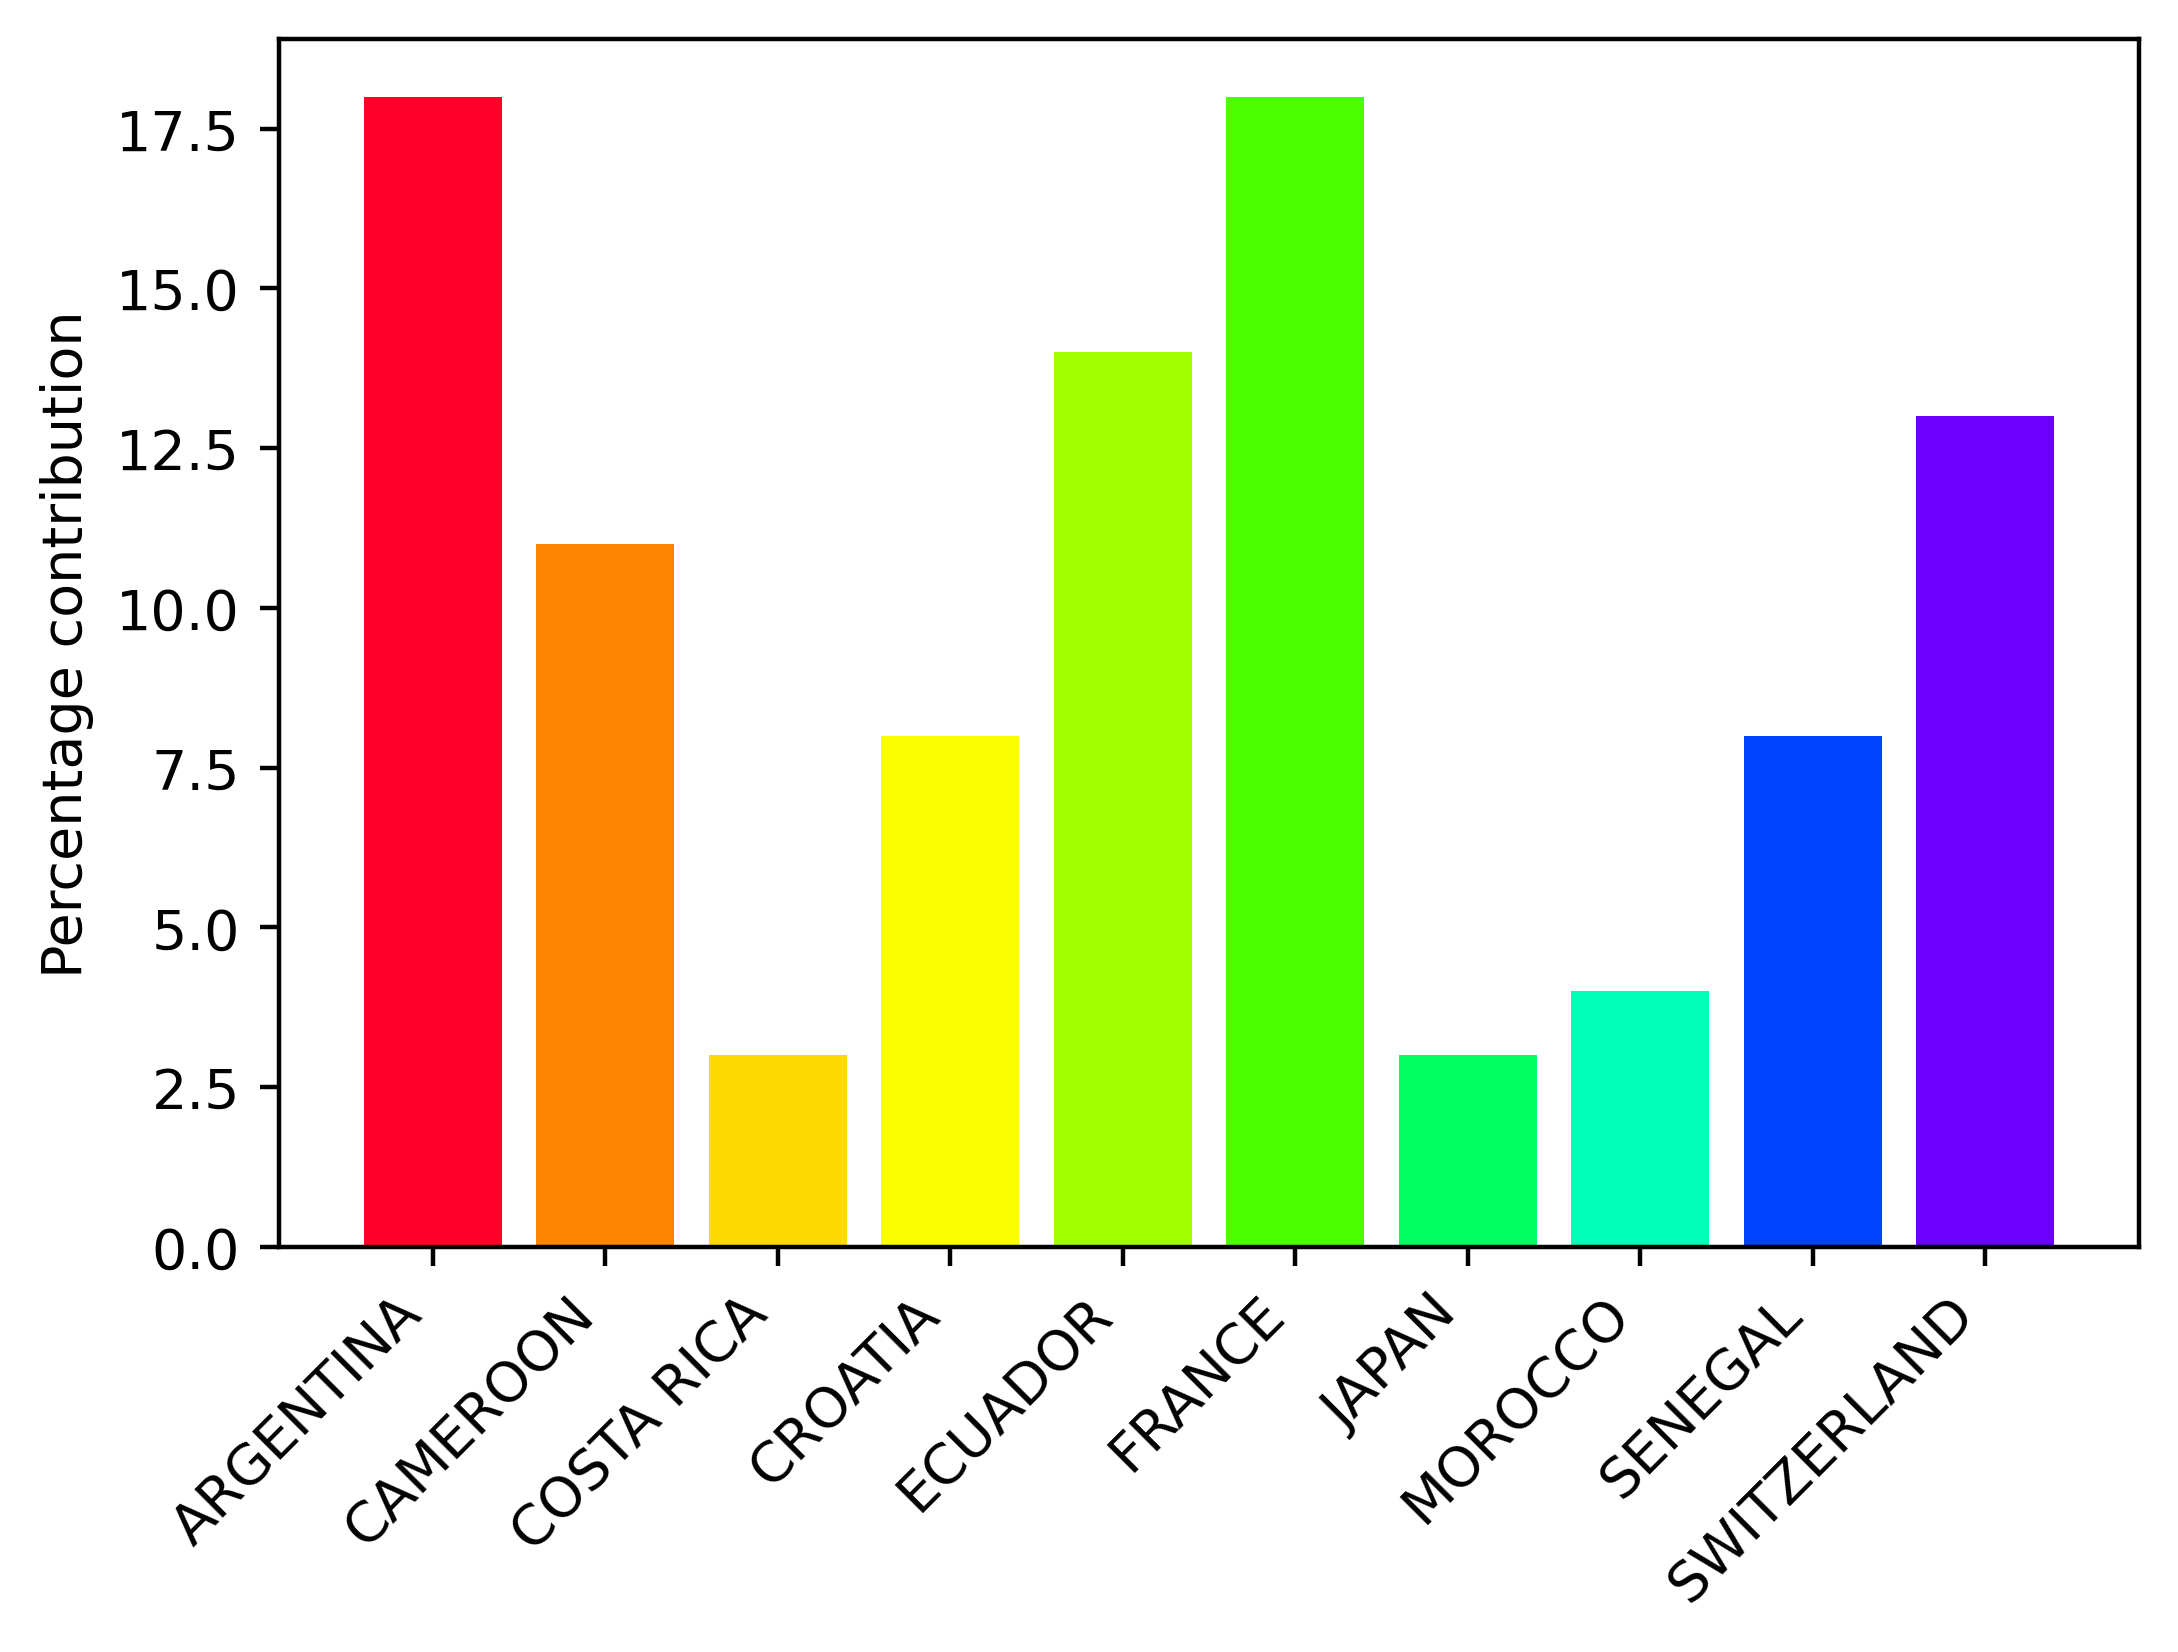 Percentage contribution
17.5
15.0
12.5
10.0
7.5
5.0
2.5
0.0
ARGENTINA
CAMEROON
COSTA RICA
CROATIA
ECUADOR
FRANCE
JAPAN
MOROCCO
SENEGAL
SWITZERLAND